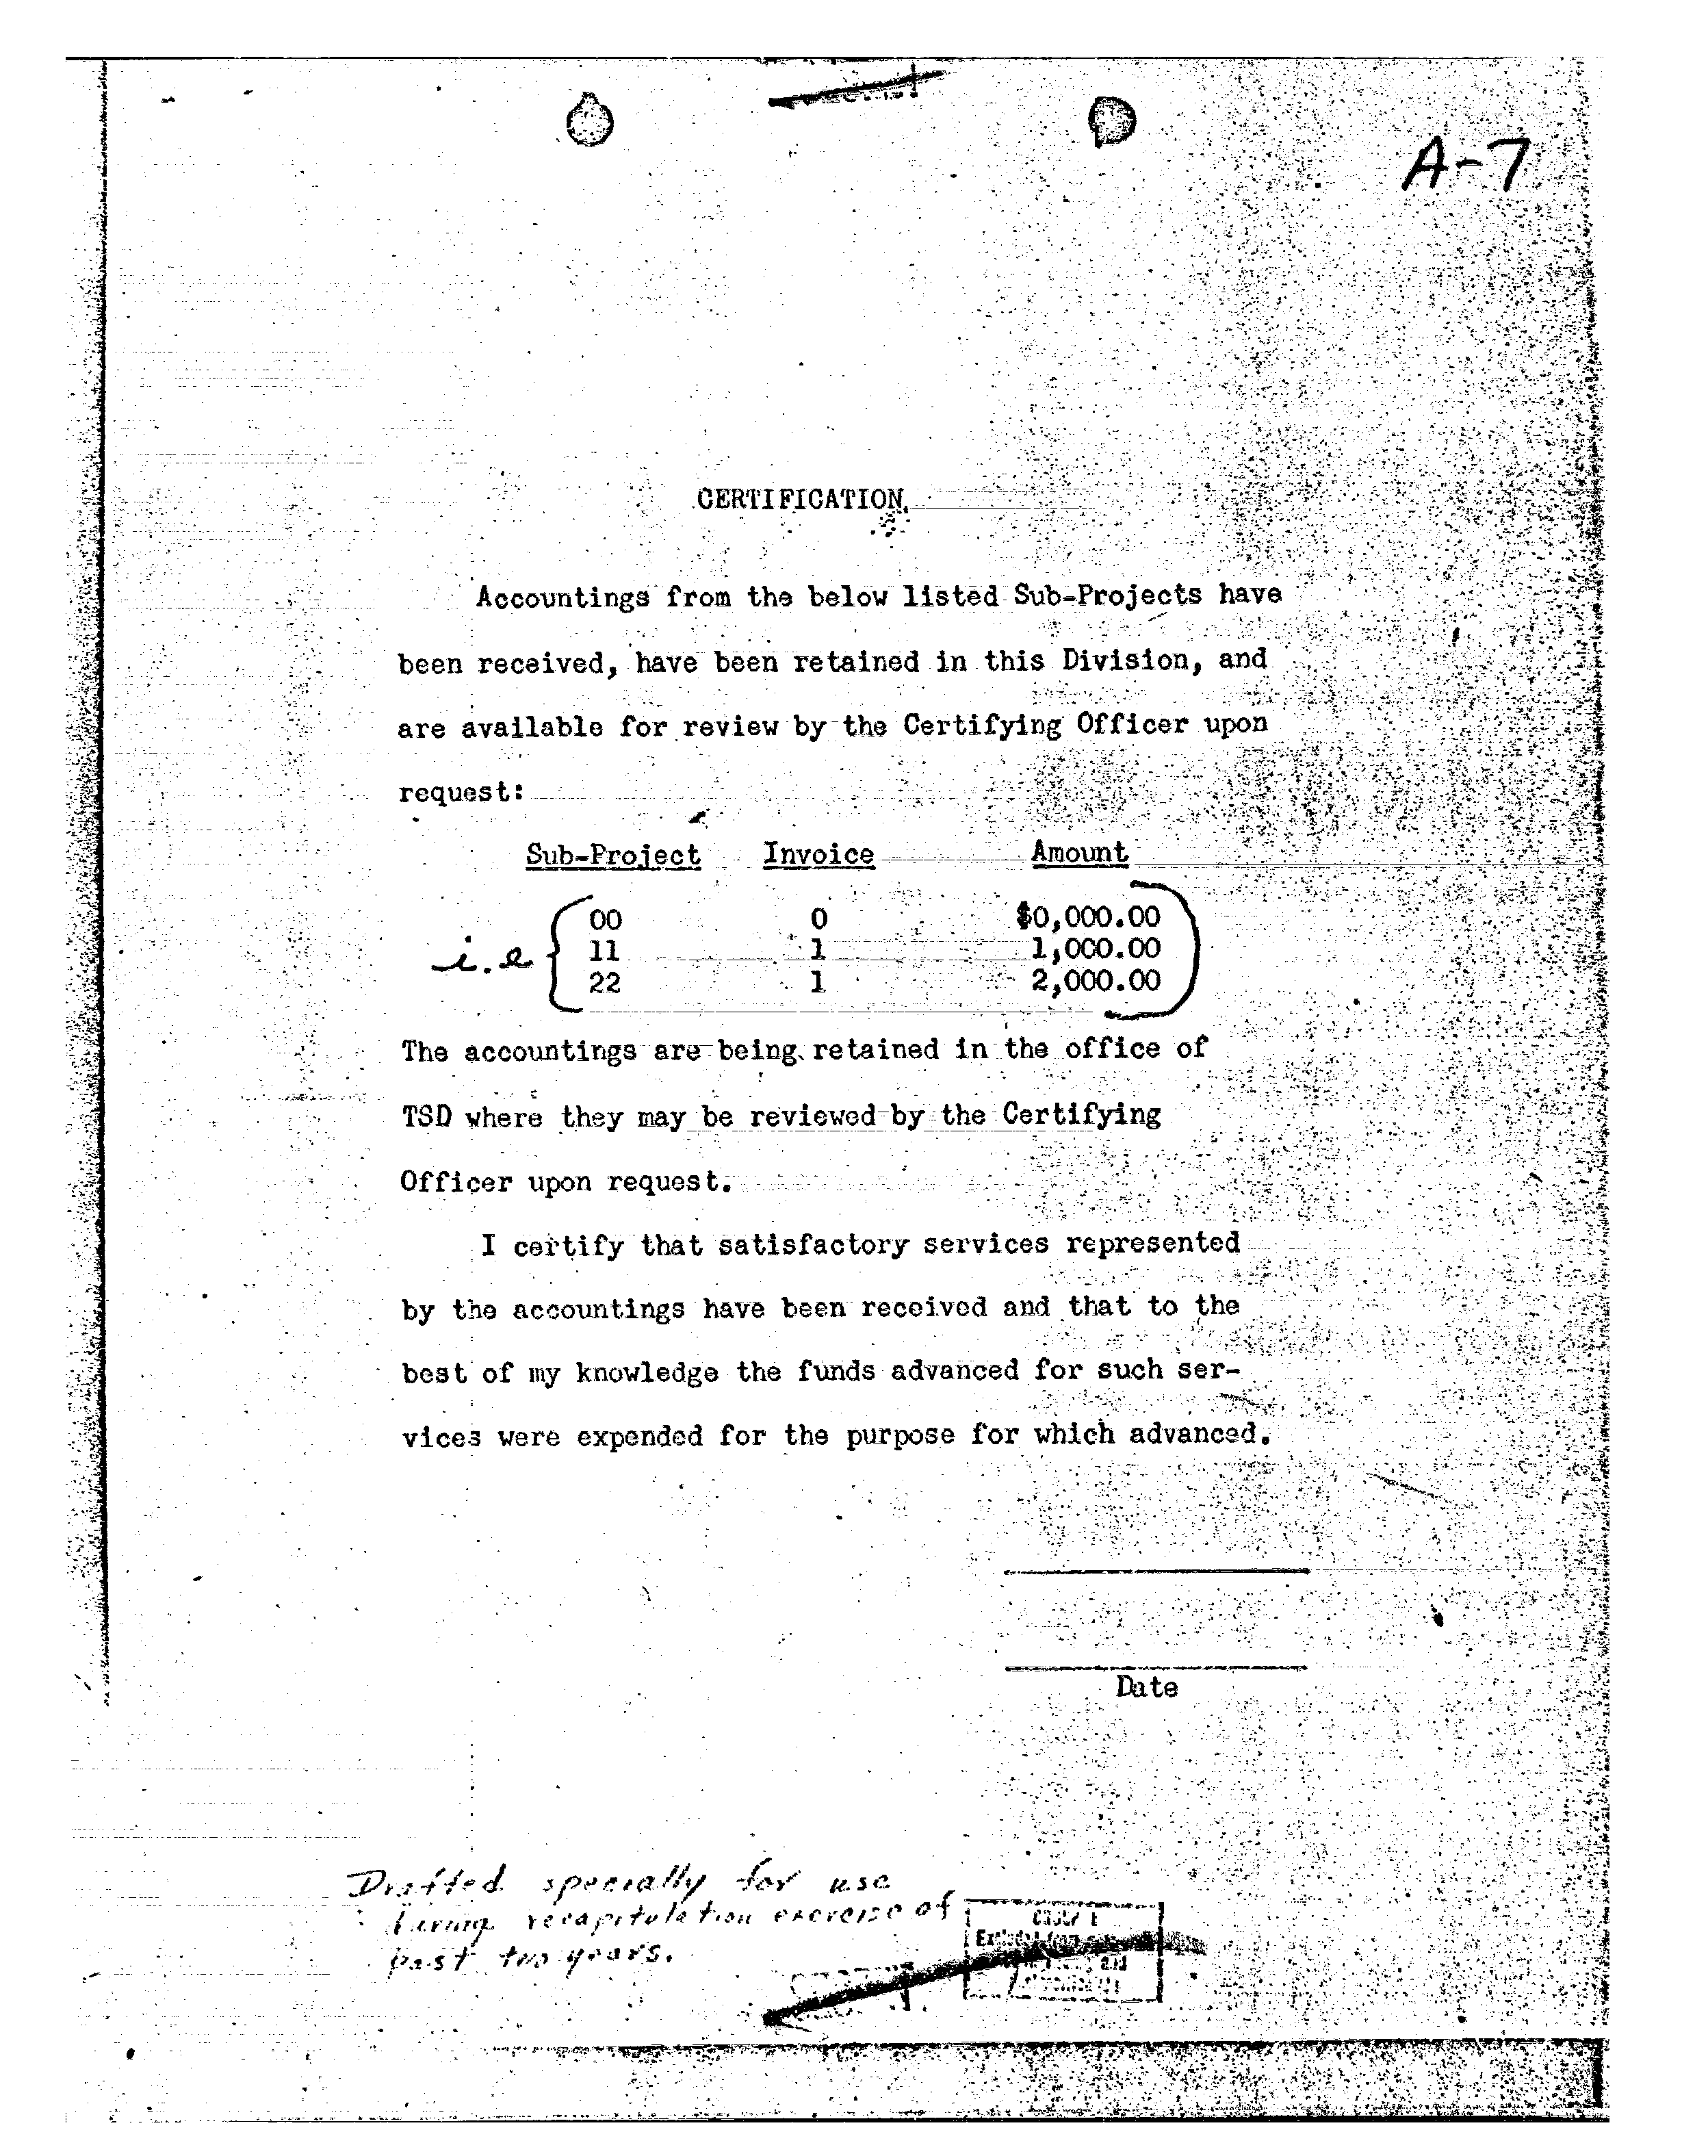 A-7
CERTIFICATION
Accountings from the below listed Sub-Projects have
been received, have been retained in this Division, and
are available for review by the Certifying Officer upon
request:
Sub-Project Invoice Amount
00 0 $0,000.00
i.e 11 1 1,000.00
22 1 2,000.00
The accountings are being retained in the office of
TSD where they may be reviewed by the Certifying
Officer upon request.
I certify that satisfactory services represented
by the accountings have been received and that to the
best of my knowledge the funds advanced for such ser-
vices were expended for the purpose for which advanced.
Date
Drafted specially for use
during recapitulation exercise of
past two years.